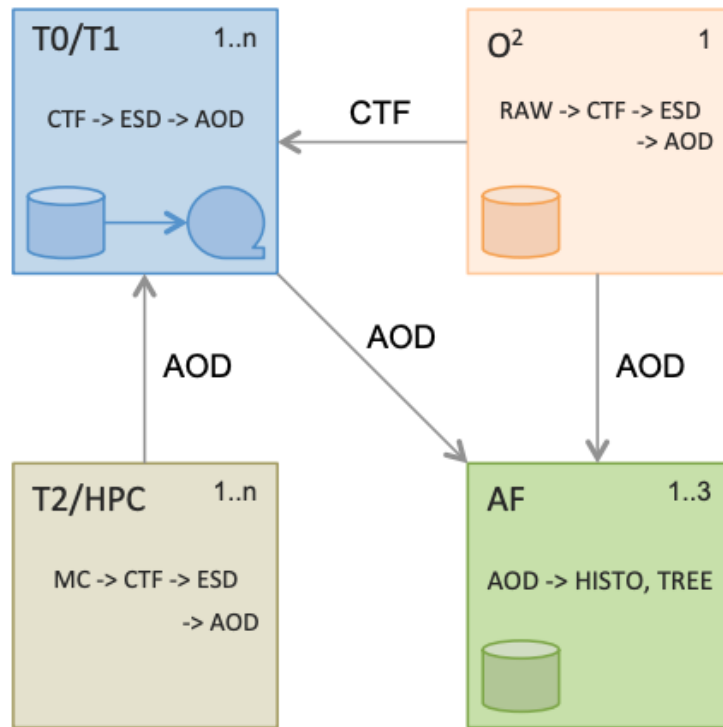 T0/T1 1..n
CTF -> ESD -> AOD
CTF
O² 1
RAW -> CTF -> ESD
-> AOD
AOD
AOD
AOD
T2/HPC 1..n
MC -> CTF -> ESD
-> AOD
AF 1..3
AOD -> HISTO, TREE